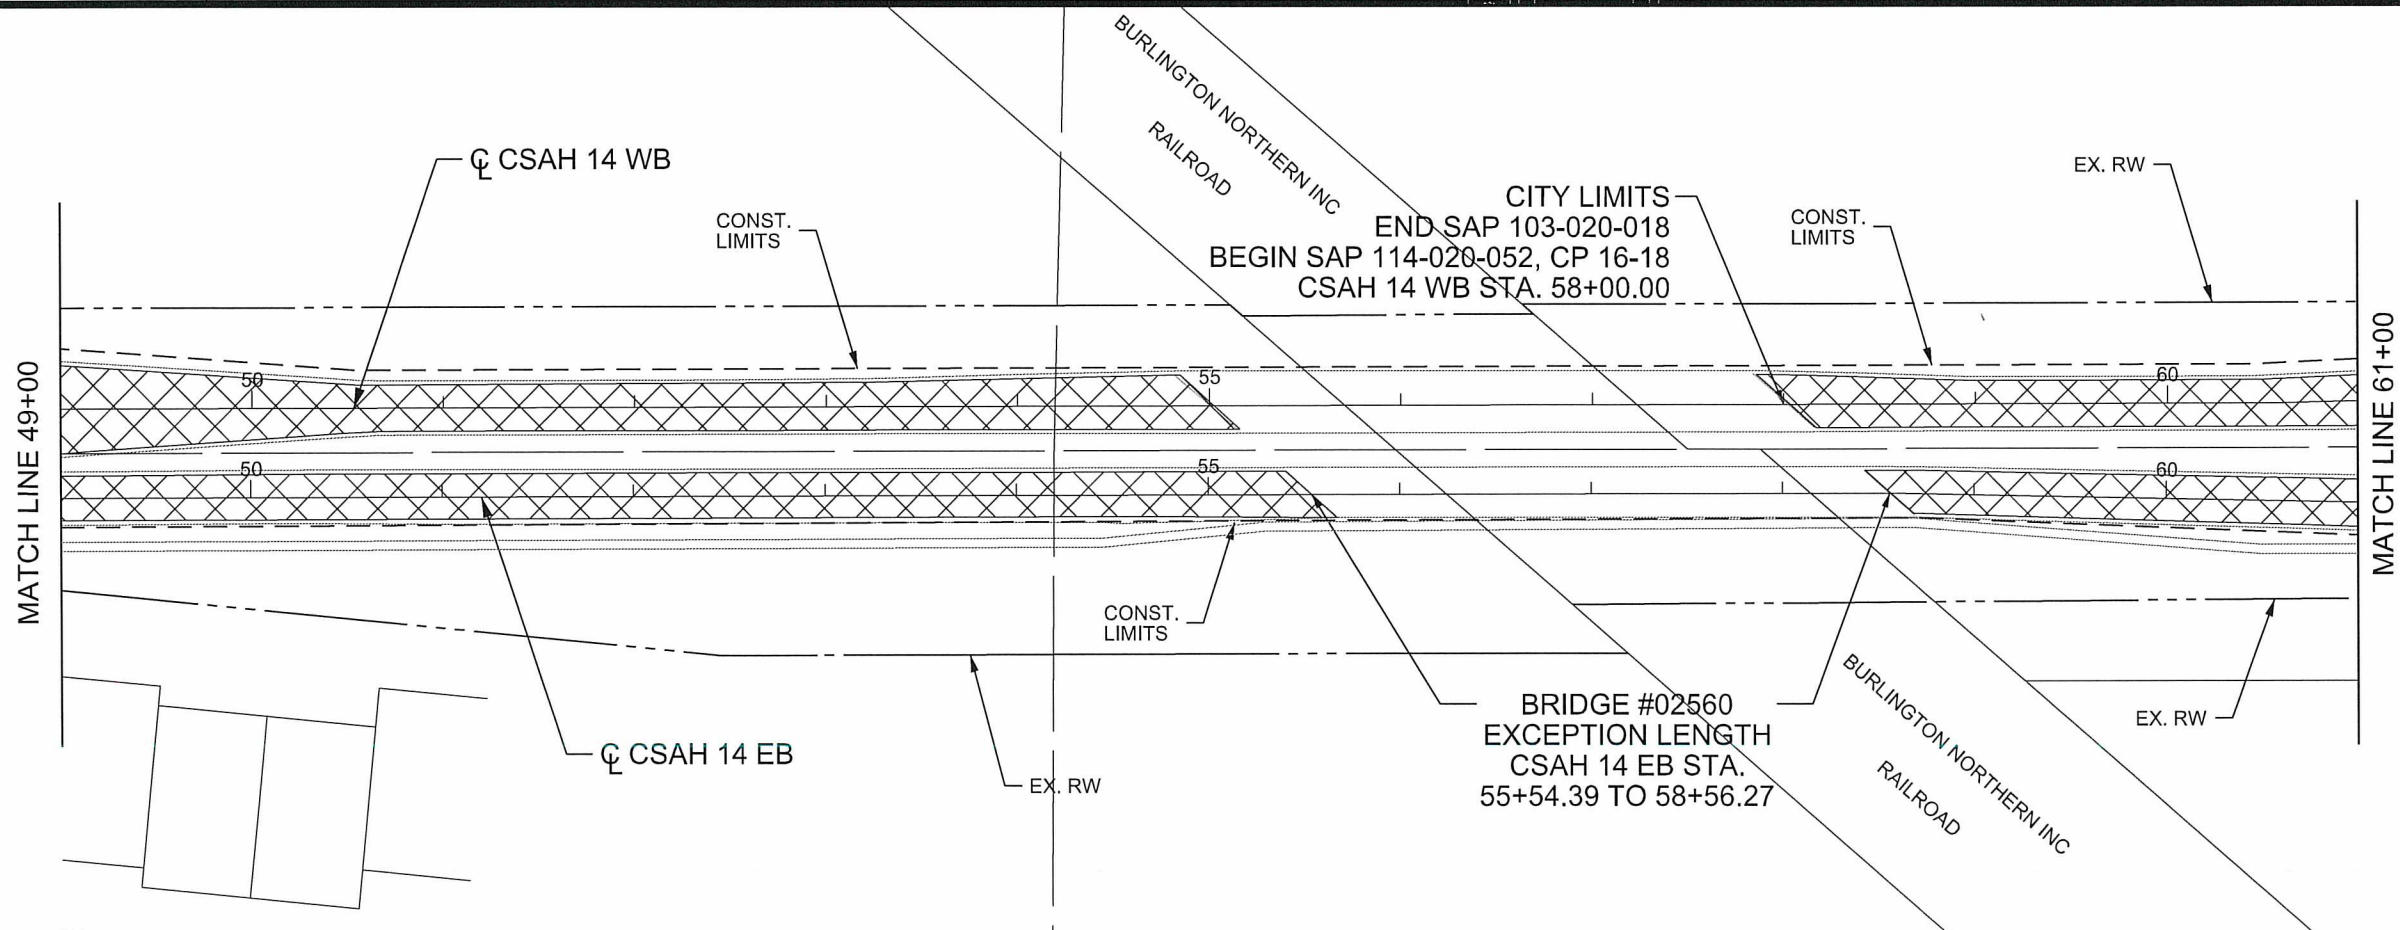 BURLINGTON NORTHERN INC
RAILROAD
℄ CSAH 14 WB
CONST.
LIMITS
CITY LIMITS
END SAP 103-020-018
BEGIN SAP 114-020-052, CP 16-18
CSAH 14 WB STA. 58+00.00
CONST.
LIMITS
EX. RW
MATCH LINE 49+00
50
55
60
50
55
60
MATCH LINE 61+00
CONST.
LIMITS
℄ CSAH 14 EB
EX. RW
BRIDGE #02560
EXCEPTION LENGTH
CSAH 14 EB STA.
55+54.39 TO 58+56.27
BURLINGTON NORTHERN INC
RAILROAD
EX. RW